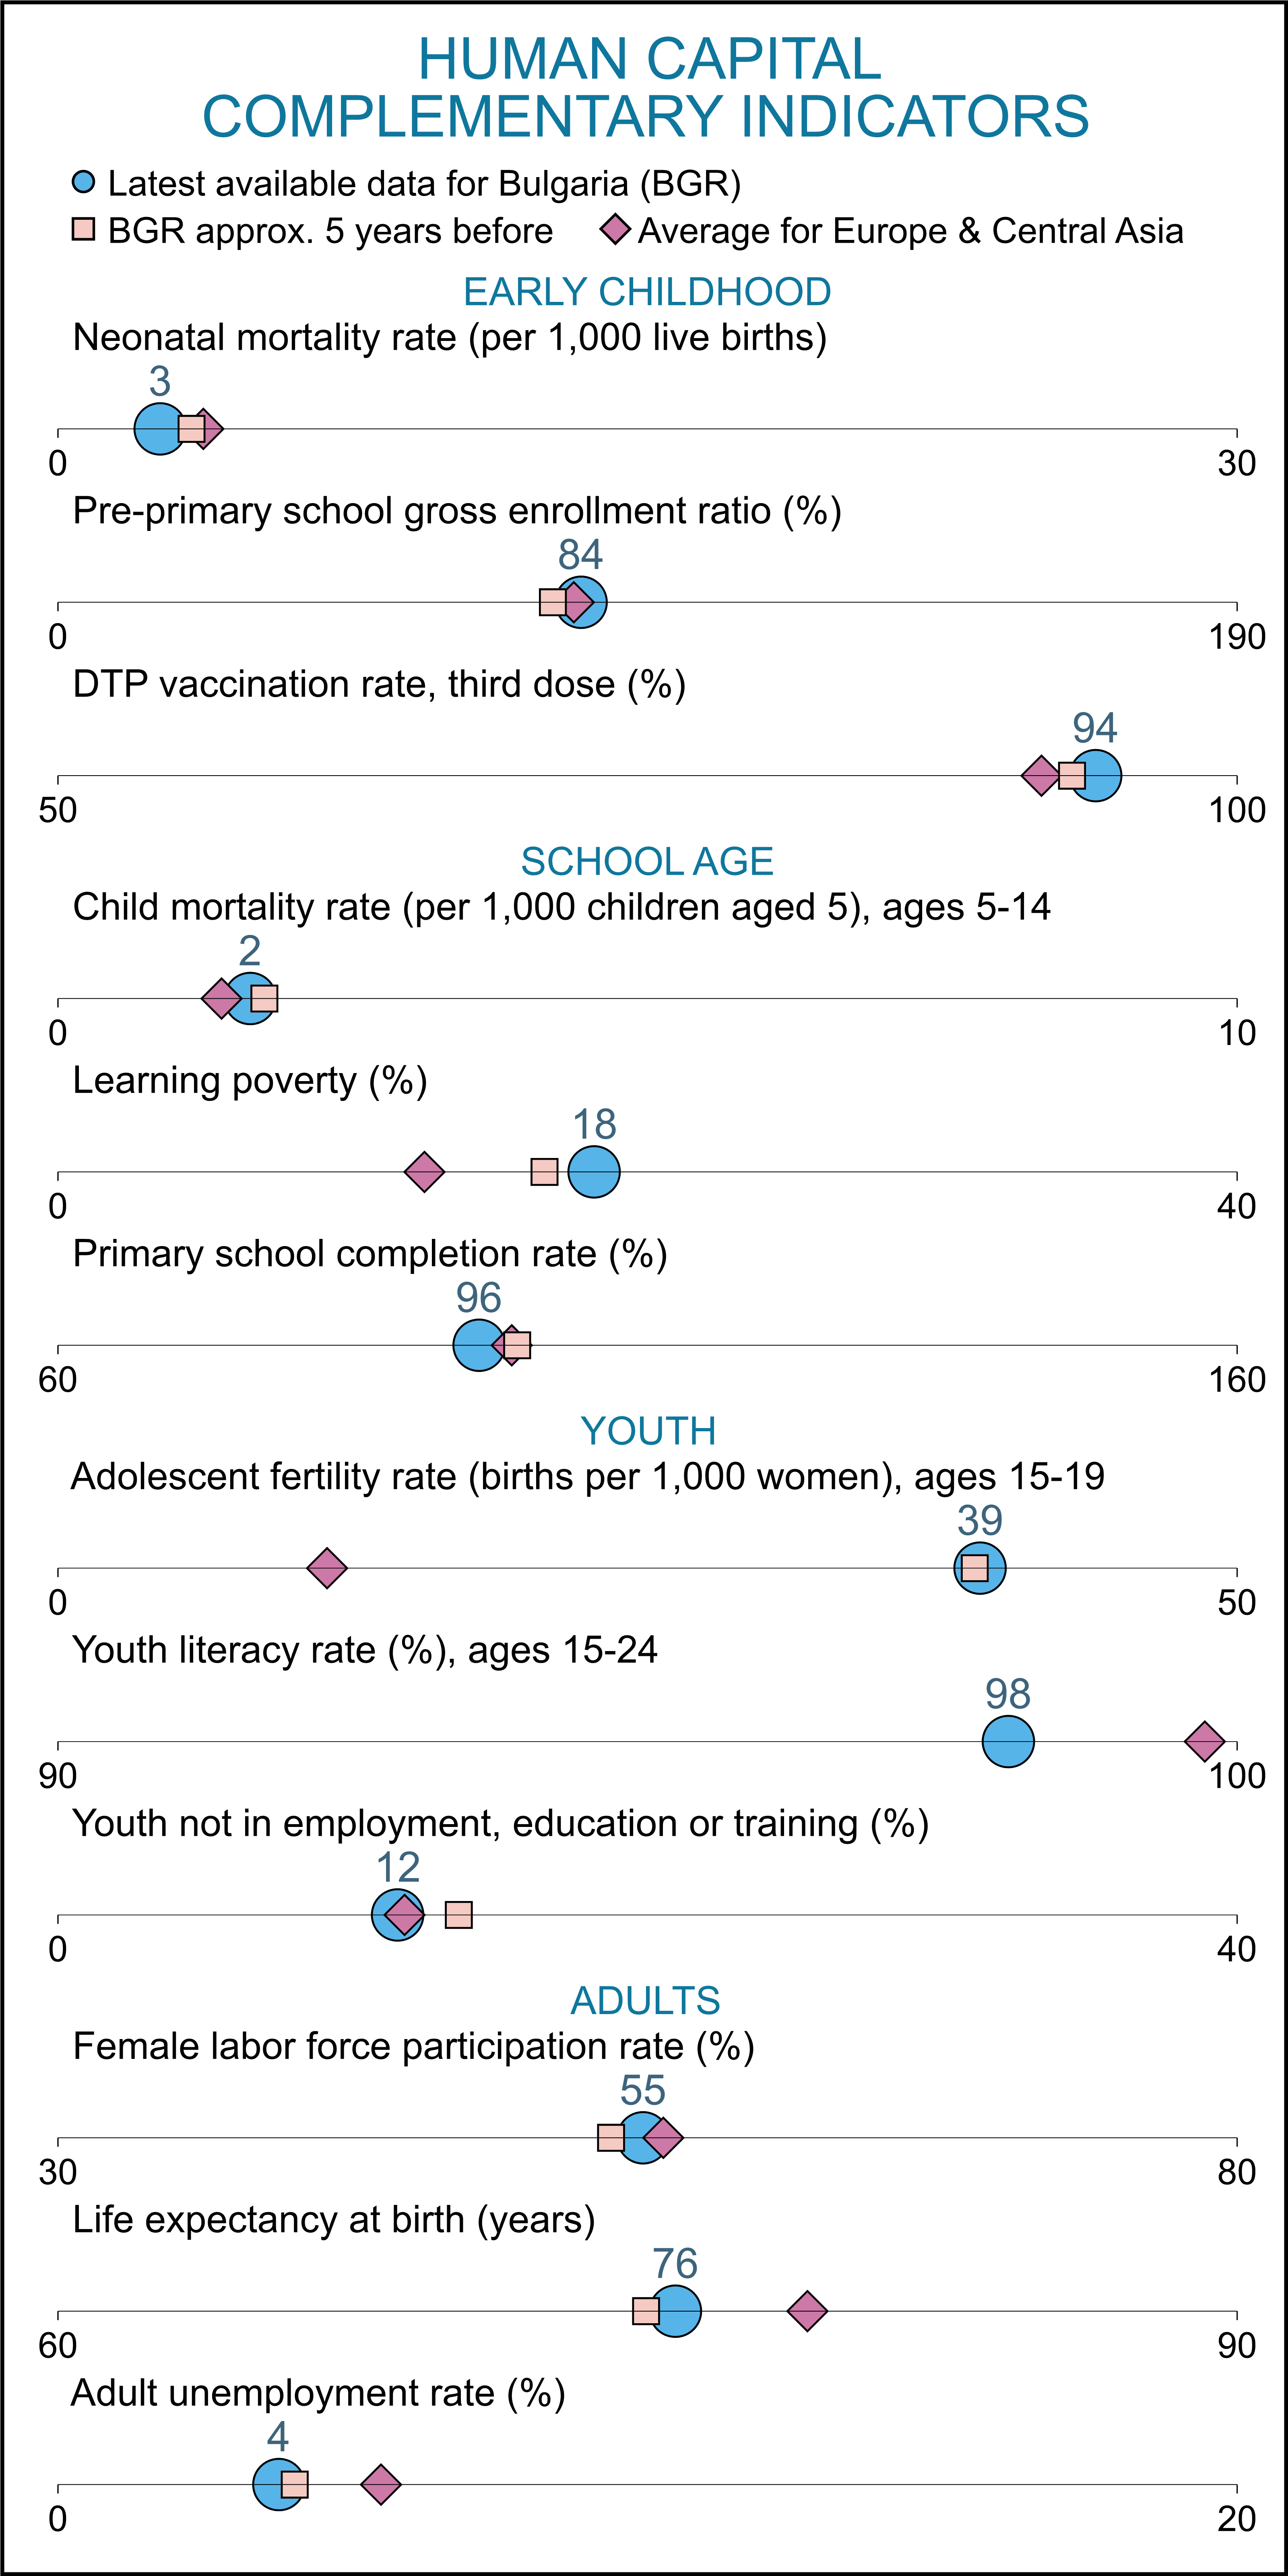 HUMAN CAPITAL
COMPLEMENTARY INDICATORS
Latest available data for Bulgaria (BGR)
BGR approx. 5 years before
Average for Europe & Central Asia
EARLY CHILDHOOD
Neonatal mortality rate (per 1,000 live births)
3
0 30
Pre-primary school gross enrollment ratio (%)
84
0 190
DTP vaccination rate, third dose (%)
94
50 100
SCHOOL AGE
Child mortality rate (per 1,000 children aged 5), ages 5-14
2
0 10
Learning poverty (%)
18
0 40
Primary school completion rate (%)
96
60 160
YOUTH
Adolescent fertility rate (births per 1,000 women), ages 15-19
39
0 50
Youth literacy rate (%), ages 15-24
98
90 100
Youth not in employment, education or training (%)
12
0 40
ADULTS
Female labor force participation rate (%)
55
30 80
Life expectancy at birth (years)
76
60 90
Adult unemployment rate (%)
4
0 20